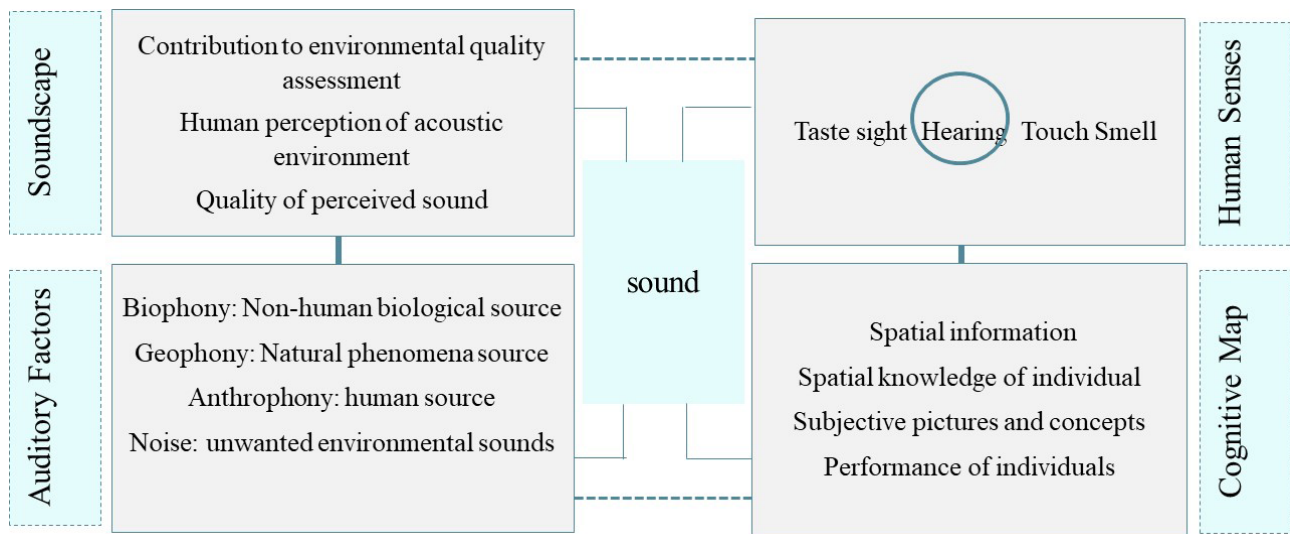 Soundscape
Contribution to environmental quality
assessment
Human perception of acoustic
environment
Quality of perceived sound
Taste sight Hearing Touch Smell
Human Senses
sound
Auditory Factors
Biophony: Non-human biological source
Geophony: Natural phenomena source
Anthrophony: human source
Noise: unwanted environmental sounds
Spatial information
Spatial knowledge of individual
Subjective pictures and concepts
Performance of individuals
Cognitive Map